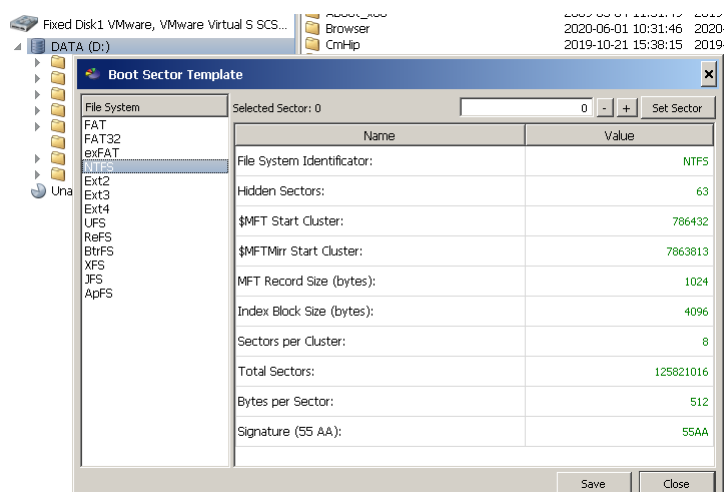 Fixed Disk1 VMware, VMware Virtual S SCS...
DATA (D:)
Browser 2020-06-01 10:31:46 2020-
CmHip 2019-10-21 15:38:15 2019-
Una
Boot Sector Template
File System
FAT
FAT32
exFAT
NTFS
Ext2
Ext3
Ext4
UFS
ReFS
BtrFS
XFS
JFS
ApFS
Selected Sector: 0 0 - + Set Sector
Name Value
File System Identificator: NTFS
Hidden Sectors: 63
$MFT Start Cluster: 786432
$MFTMirr Start Cluster: 7863813
MFT Record Size (bytes): 1024
Index Block Size (bytes): 4096
Sectors per Cluster: 8
Total Sectors: 125821016
Bytes per Sector: 512
Signature (55 AA): 55AA
Save Close